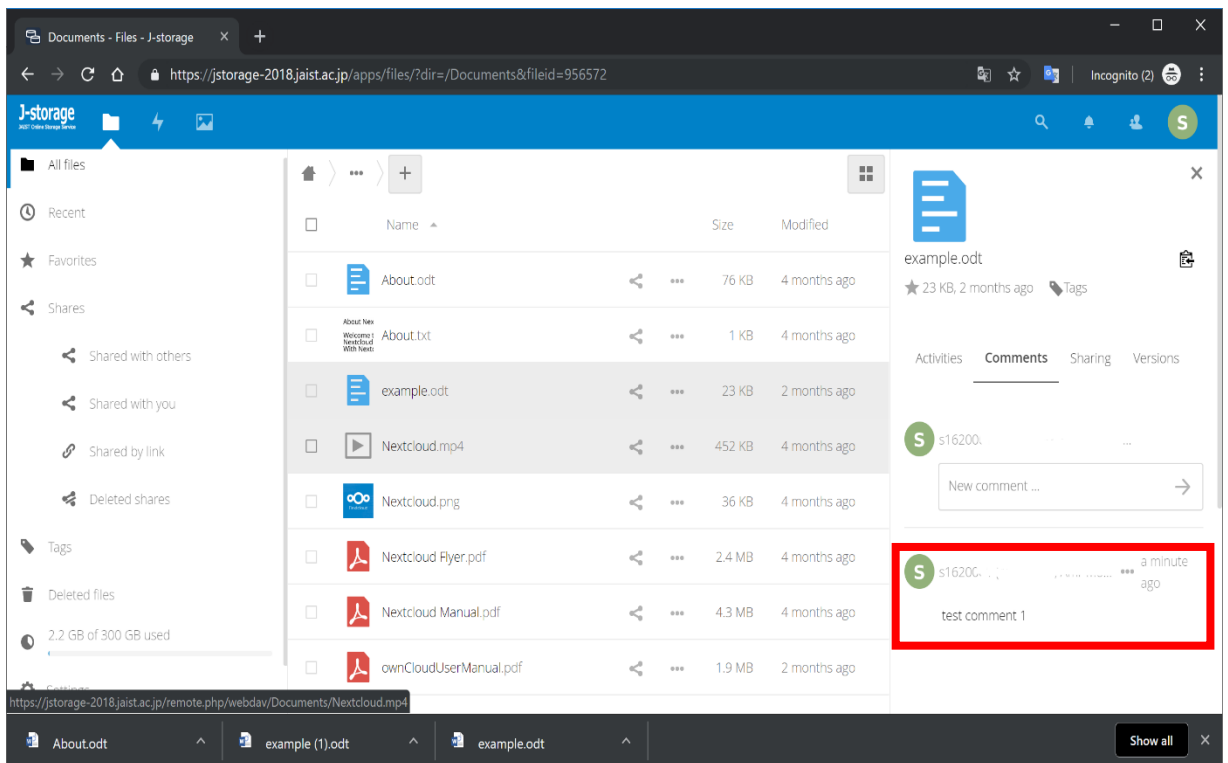 Documents - Files - J-storage
https://jstorage-2018.jaist.ac.jp/apps/files/?dir=/Documents&fileid=956572
Incognito (2)
J-storage
JAIST Online Storage Service
S
All files
Recent
Favorites
Shares
Shared with others
Shared with you
Shared by link
Deleted shares
Tags
Deleted files
2.2 GB of 300 GB used
Settings
Name Size Modified
About.odt 76 KB 4 months ago
About.txt 1 KB 4 months ago
example.odt 23 KB 2 months ago
Nextcloud.mp4 452 KB 4 months ago
Nextcloud.png 36 KB 4 months ago
Nextcloud Flyer.pdf 2.4 MB 4 months ago
Nextcloud Manual.pdf 4.3 MB 4 months ago
ownCloudUserManual.pdf 1.9 MB 2 months ago
example.odt
23 KB, 2 months ago Tags
Activities Comments Sharing Versions
S s16200 ...
New comment ...
S s16200 a minute ago
test comment 1
https://jstorage-2018.jaist.ac.jp/remote.php/webdav/Documents/Nextcloud.mp4
About.odt example (1).odt example.odt Show all